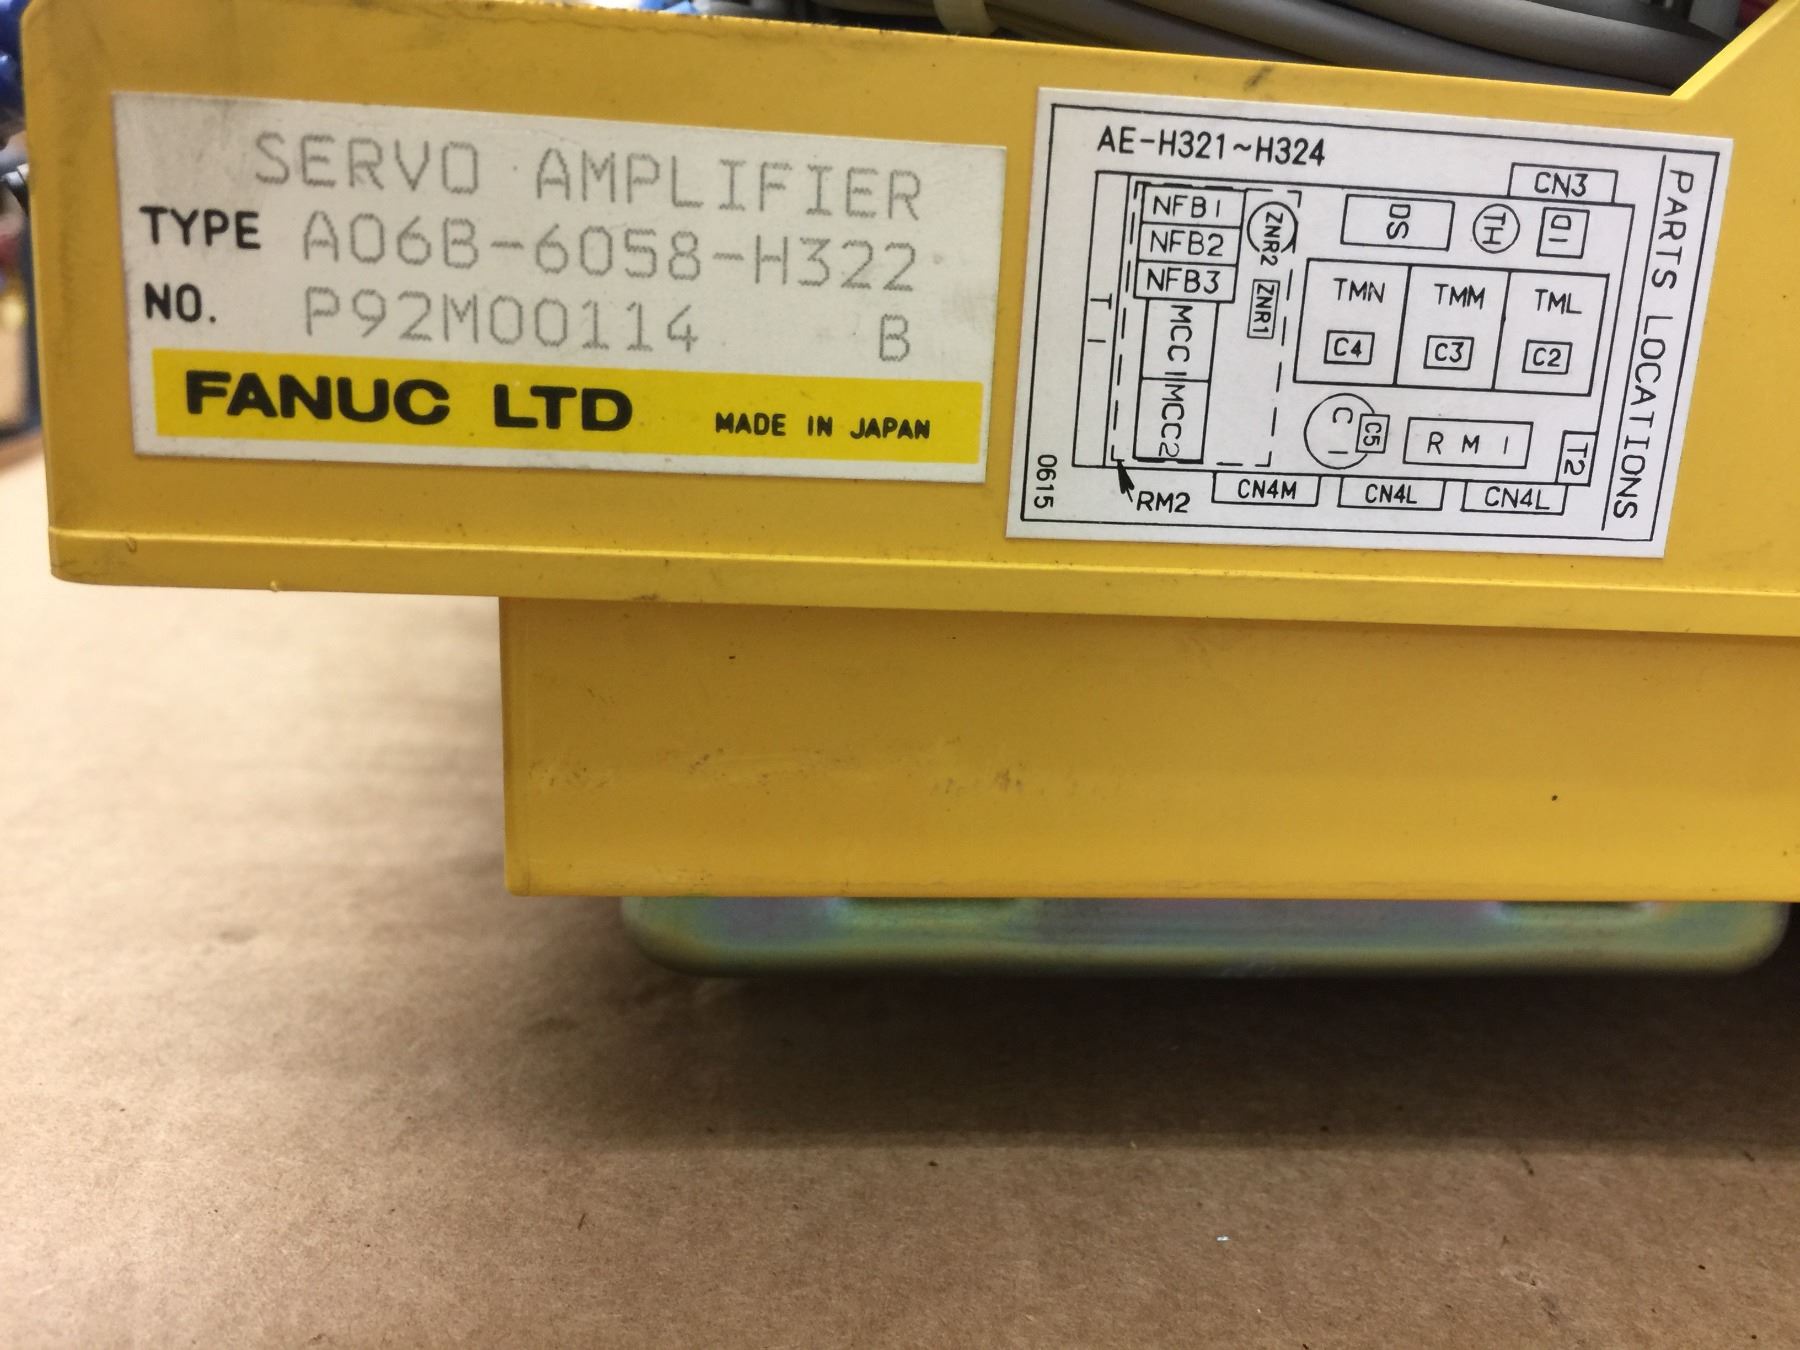 SERVO AMPLIFIER
TYPE A06B-6058-H322
NO. P92M00114 B
FANUC LTD MADE IN JAPAN
AE-H321~H324
PARTS LOCATIONS
CN3
NFB1
NFB2
NFB3
ZNR2
ZNR1
DS
TH
D1
T1
MCC1
MCC2
TMN
TMM
TML
C4
C3
C2
C1
C5
RM1
T2
CN4M
CN4L
CN4L
RM2
0615